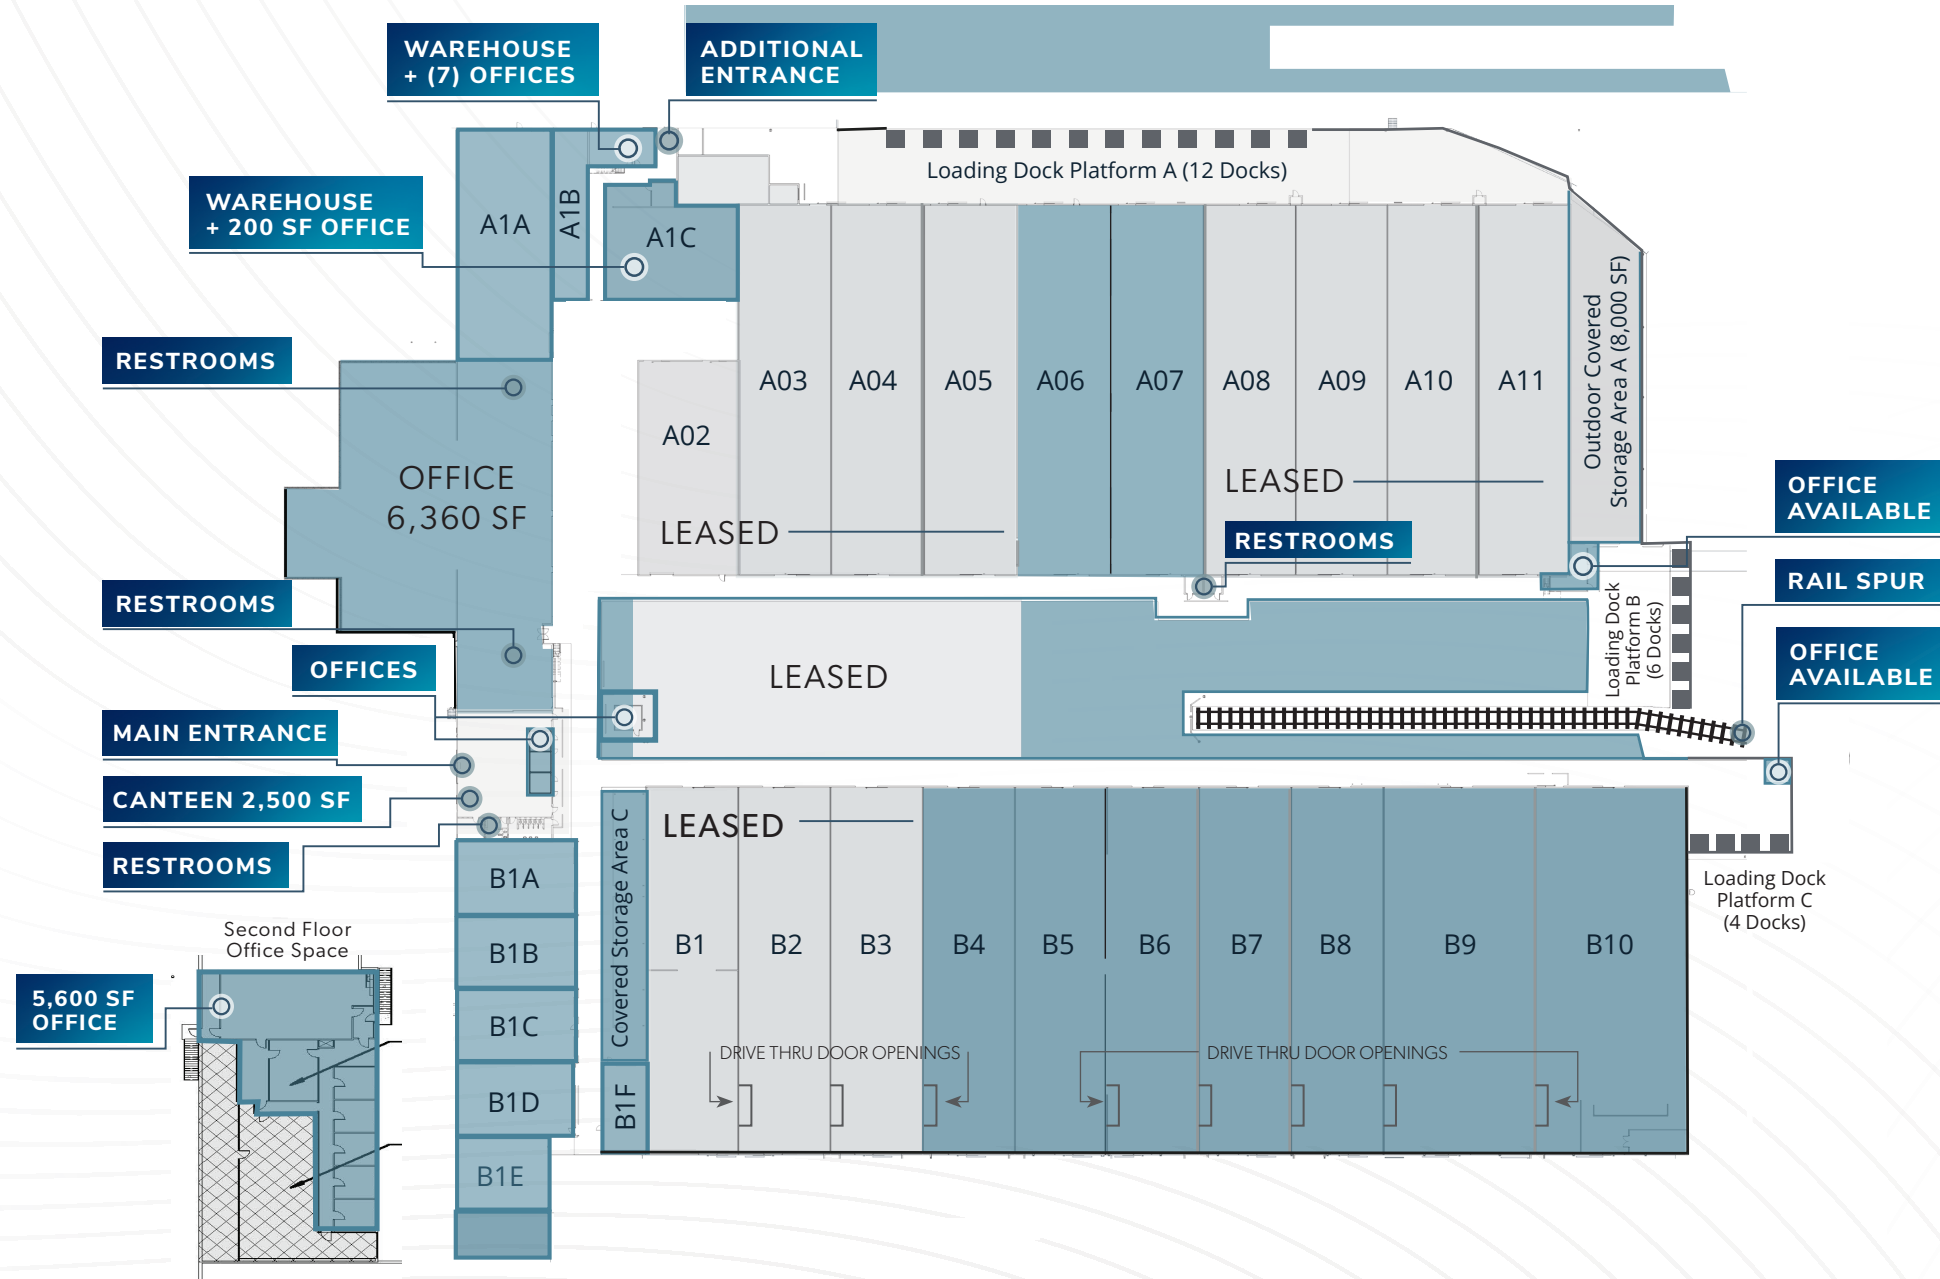 WAREHOUSE
+ (7) OFFICES
ADDITIONAL
ENTRANCE
Loading Dock Platform A (12 Docks)
WAREHOUSE
+ 200 SF OFFICE
A1A
A1B
A1C
RESTROOMS
A02
A03
A04
A05
A06
A07
A08
A09
A10
A11
Outdoor Covered
Storage Area A (8,000 SF)
OFFICE
6,360 SF
LEASED
LEASED
RESTROOMS
OFFICE
AVAILABLE
RAIL SPUR
Loading Dock
Platform B
(6 Docks)
OFFICE
AVAILABLE
RESTROOMS
OFFICES
LEASED
MAIN ENTRANCE
CANTEEN 2,500 SF
RESTROOMS
LEASED
Covered Storage Area C
B1A
B1B
B1C
B1D
B1E
B1F
B1
B2
B3
B4
B5
B6
B7
B8
B9
B10
Loading Dock
Platform C
(4 Docks)
DRIVE THRU DOOR OPENINGS
DRIVE THRU DOOR OPENINGS
Second Floor
Office Space
5,600 SF
OFFICE